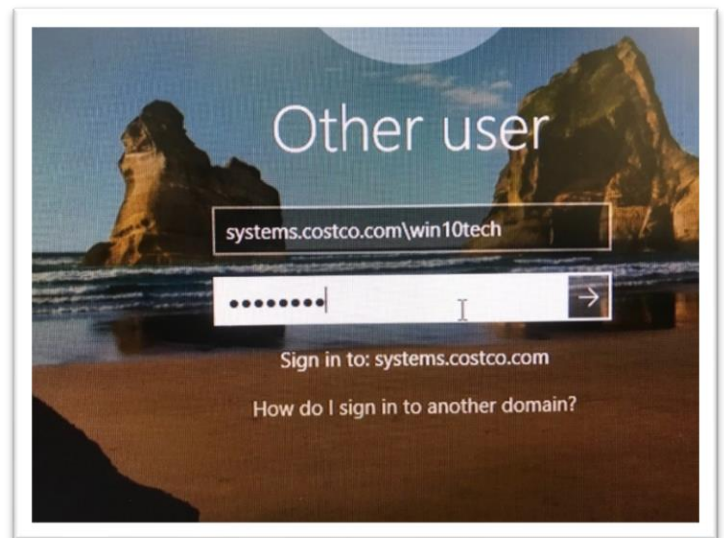 Other user
systems.costco.com\win10tech
••••••••
Sign in to: systems.costco.com
How do I sign in to another domain?